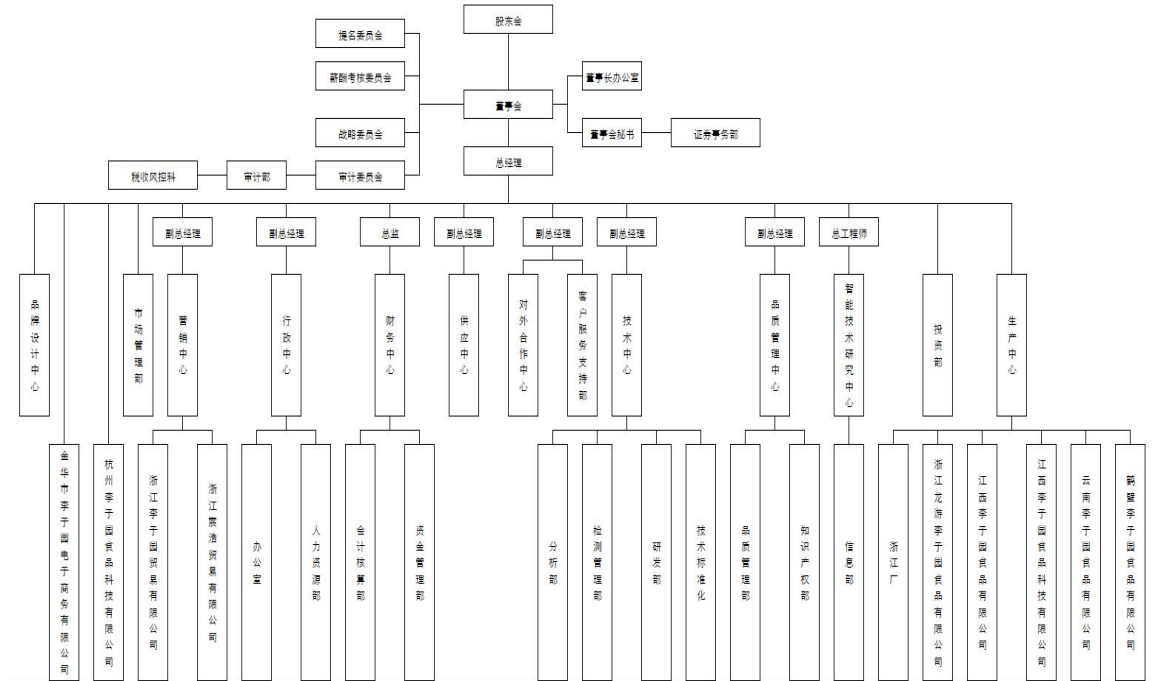 股东会
提名委员会
薪酬考核委员会
董事长办公室
董事会
战略委员会
董事会秘书
证券事务部
总经理
税收风控科
审计部
审计委员会
副总经理
副总经理
总监
副总经理
副总经理
副总经理
副总经理
总工程师
品牌设计中心
市场管理部
营销中心
行政中心
财务中心
供应中心
对外合作中心
客户服务支持部
技术中心
品质管理中心
智能技术研究中心
投资部
生产中心
金华市李子园电子商务有限公司
杭州李子园食品科技有限公司
浙江李子园贸易有限公司
浙江宸浩贸易有限公司
办公室
人力资源部
会计核算部
资金管理部
分析部
检测管理部
研发部
技术标准化
品质管理部
知识产权部
信息部
浙江厂
浙江龙游李子园食品有限公司
江西李子园食品有限公司
江西李子园食品科技有限公司
云南李子园食品有限公司
鹤壁李子园食品有限公司